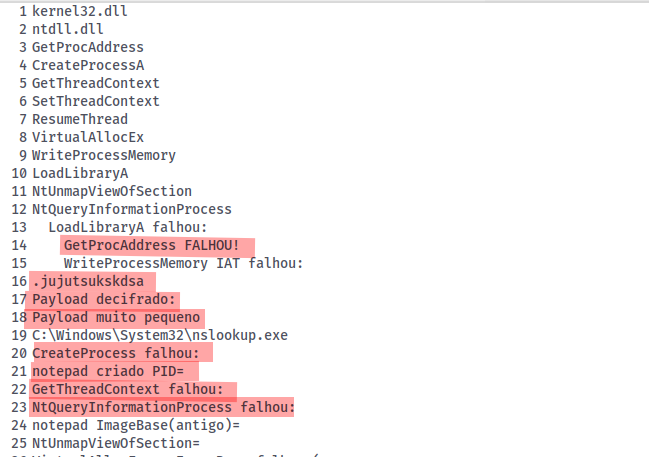 1 kernel32.dll
2 ntdll.dll
3 GetProcAddress
4 CreateProcessA
5 GetThreadContext
6 SetThreadContext
7 ResumeThread
8 VirtualAllocEx
9 WriteProcessMemory
10 LoadLibraryA
11 NtUnmapViewOfSection
12 NtQueryInformationProcess
13 LoadLibraryA falhou:
14 GetProcAddress FALHOU!
15 WriteProcessMemory IAT falhou:
16 .jujutsukskdsa
17 Payload decifrado:
18 Payload muito pequeno
19 C:\Windows\System32\nslookup.exe
20 CreateProcess falhou:
21 notepad criado PID=
22 GetThreadContext falhou:
23 NtQueryInformationProcess falhou:
24 notepad ImageBase(antigo)=
25 NtUnmapViewOfSection=